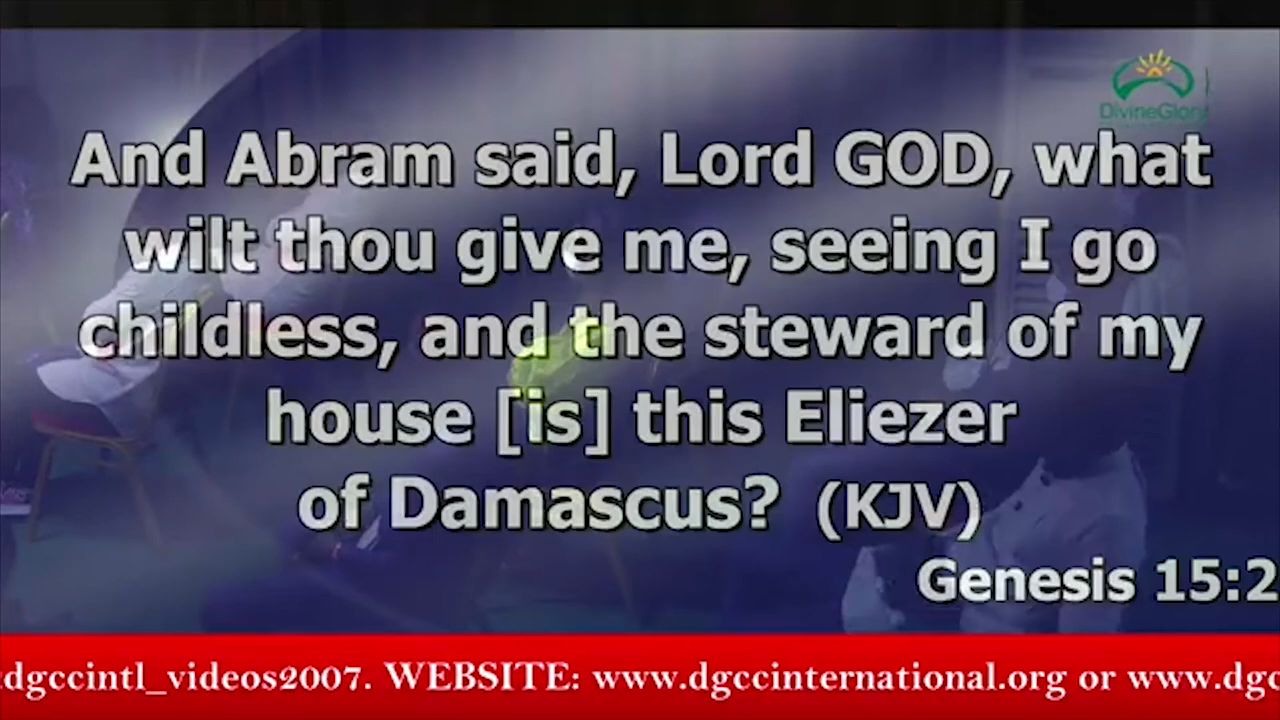 DivineGlory
And Abram said, Lord GOD, what
wilt thou give me, seeing I go
childless, and the steward of my
house [is] this Eliezer
of Damascus? (KJV)
Genesis 15:2
dgccintl_videos2007. WEBSITE: www.dgccinternational.org or www.dgc